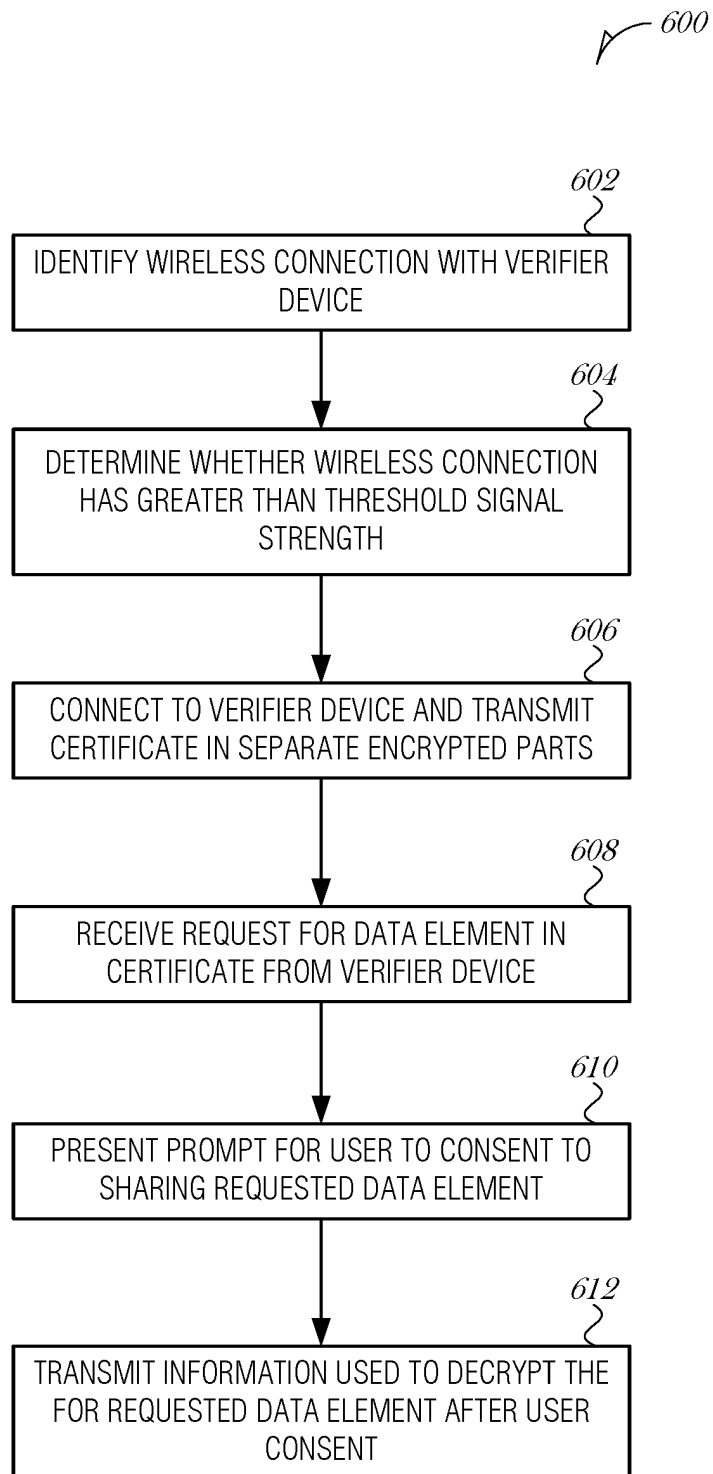 600
602
IDENTIFY WIRELESS CONNECTION WITH VERIFIER
DEVICE
604
DETERMINE WHETHER WIRELESS CONNECTION
HAS GREATER THAN THRESHOLD SIGNAL
STRENGTH
606
CONNECT TO VERIFIER DEVICE AND TRANSMIT
CERTIFICATE IN SEPARATE ENCRYPTED PARTS
608
RECEIVE REQUEST FOR DATA ELEMENT IN
CERTIFICATE FROM VERIFIER DEVICE
610
PRESENT PROMPT FOR USER TO CONSENT TO
SHARING REQUESTED DATA ELEMENT
612
TRANSMIT INFORMATION USED TO DECRYPT THE
FOR REQUESTED DATA ELEMENT AFTER USER
CONSENT